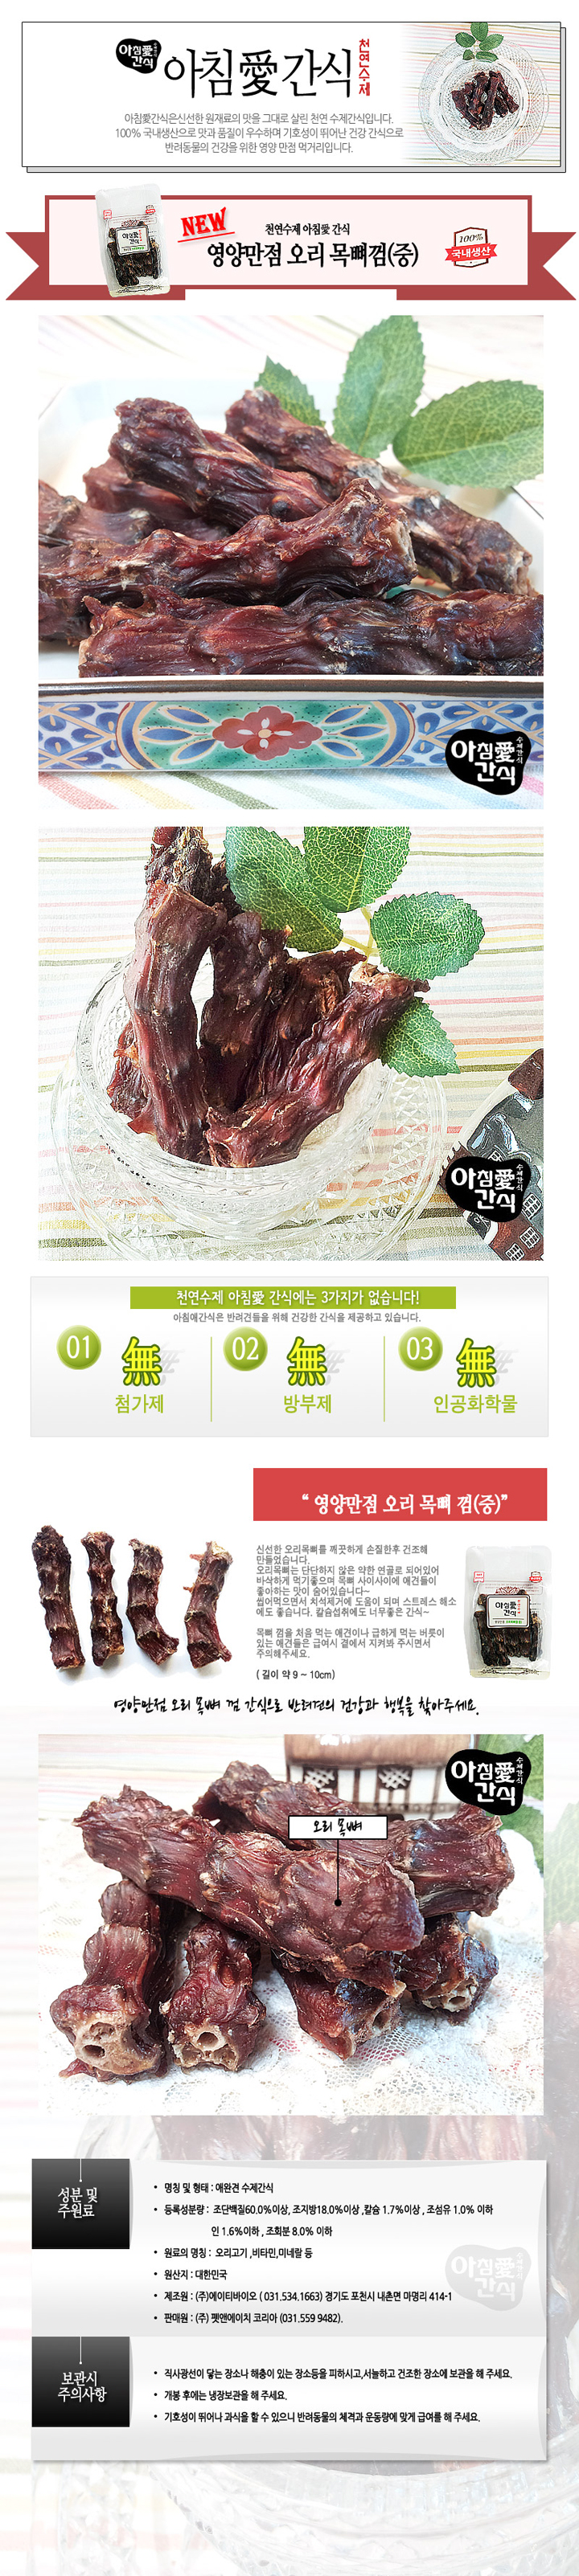 아침愛
간식
수제간식
아침愛간식
천연수제
아침愛간식은신선한 원재료의 맛을 그대로 살린 천연 수제간식입니다.
100% 국내생산으로 맛과 품질이 우수하며 기호성이 뛰어난 건강 간식으로
반려동물의 건강을 위한 영양 만점 먹거리입니다.
NEW
천연수제 아침愛 간식
영양만점 오리 목뼈껌(중)
100%
국내생산
아침愛
간식
수제간식
아침愛
간식
수제간식
천연수제 아침愛 간식에는 3가지가 없습니다!
아침애간식은 반려견들을 위해 건강한 간식을 제공하고 있습니다.
01 無
첨가제
02 無
방부제
03 無
인공화학물
“ 영양만점 오리 목뼈 껌(중)”
신선한 오리목뼈를 깨끗하게 손질한후 건조해
만들었습니다.
오리목뼈는 단단하지 않은 약한 연골로 되어있어
바삭하게 먹기좋으며 목뼈 사이사이에 애견들이
좋아하는 맛이 숨어있습니다~
씹어먹으면서 치석제거에 도움이 되며 스트레스 해소
에도 좋습니다. 칼슘섭취에도 너무좋은 간식~
목뼈 껌을 처음 먹는 애견이나 급하게 먹는 버릇이
있는 애견들은 급여시 곁에서 지켜봐 주시면서
주의해주세요.
( 길이 약 9 ~ 10cm)
영양만점 오리 목뼈 껌 간식으로 반려견의 건강과 행복을 찾아주세요.
아침愛
간식
수제간식
오리 목뼈
성분 및
주원료
• 명칭 및 형태 : 애완견 수제간식
• 등록성분량 : 조단백질60.0%이상, 조지방18.0%이상 ,칼슘 1.7%이상 , 조섬유 1.0% 이하
인 1.6%이하 , 조회분 8.0% 이하
• 원료의 명칭 : 오리고기 ,비타민,미네랄 등
• 원산지 : 대한민국
• 제조원 : (주)에이티바이오 ( 031.534.1663) 경기도 포천시 내촌면 마명리 414-1
• 판매원 : (주) 펫앤에이치 코리아 (031.559 9482).
아침愛
간식
보관시
주의사항
• 직사광선이 닿는 장소나 해충이 있는 장소등을 피하시고,서늘하고 건조한 장소에 보관을 해 주세요.
• 개봉 후에는 냉장보관을 해 주세요.
• 기호성이 뛰어나 과식을 할 수 있으니 반려동물의 체격과 운동량에 맞게 급여를 해 주세요.